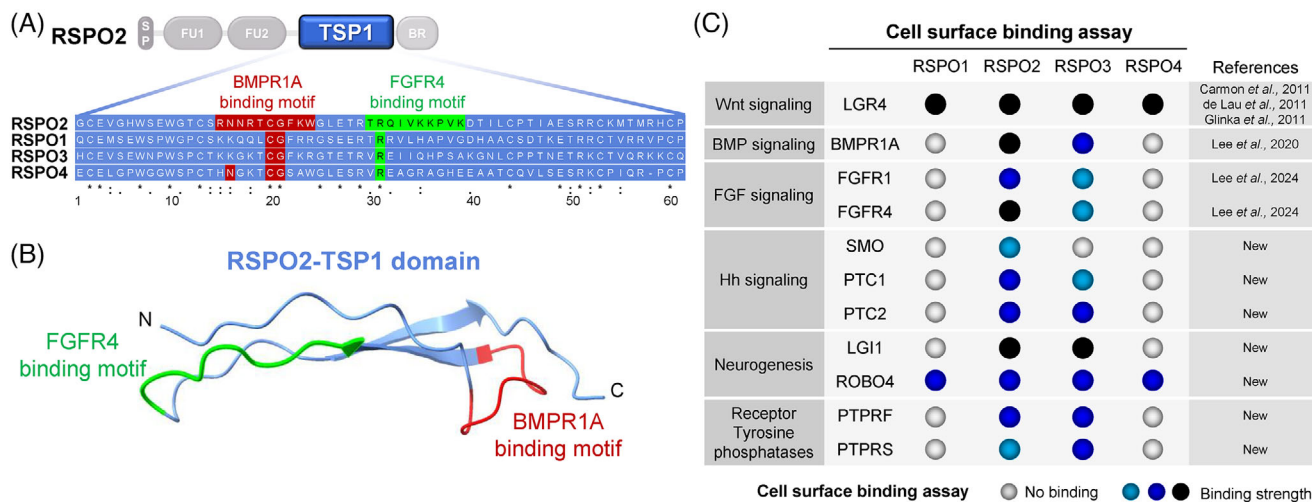 (A)
RSPO2
SP
FU1
FU2
TSP1
BR
BMPR1A
binding motif
FGFR4
binding motif
RSPO2 GCEVGHWSEWGTCSRNNRTCGFKWGLETRTRQIVKKPVKDTILCPTIAESRRCKMTMRHCP
RSPO1
RSPO3
RSPO4 ECELGPWGGWSPCTHNGKTCGSAWGLESRVREAGRAGHEEAATCQVLSESRKCPIQR-PCP
1 10 20 30 40 50 60
(B)
RSPO2-TSP1 domain
N
FGFR4
binding motif
C
BMPR1A
binding motif
(C)
Cell surface binding assay
RSPO1 RSPO2 RSPO3 RSPO4 References
Wnt signaling LGR4 Carmon et al., 2011
de Lau et al., 2011
Glinka et al., 2011
BMP signaling BMPR1A Lee et al., 2020
FGF signaling FGFR1 Lee et al., 2024
FGFR4 Lee et al., 2024
Hh signaling SMO New
PTC1 New
PTC2 New
Neurogenesis LGI1 New
ROBO4 New
Receptor
Tyrosine
phosphatases
PTPRF New
PTPRS New
Cell surface binding assay No binding Binding strength